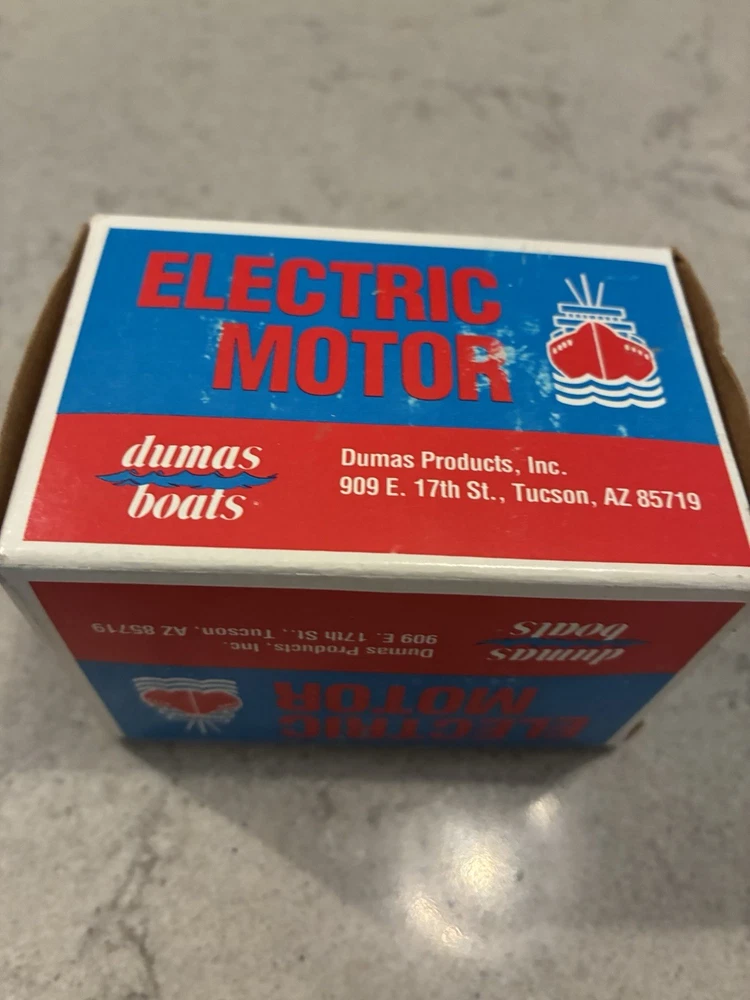 ELECTRIC
MOTOR
dumas
boats
Dumas Products, Inc.
909 E. 17th St., Tucson, AZ 85719
dumas
boats
Dumas Products, Inc.
909 E. 17th St., Tucson, AZ 85719
ELECTRIC
MOTOR